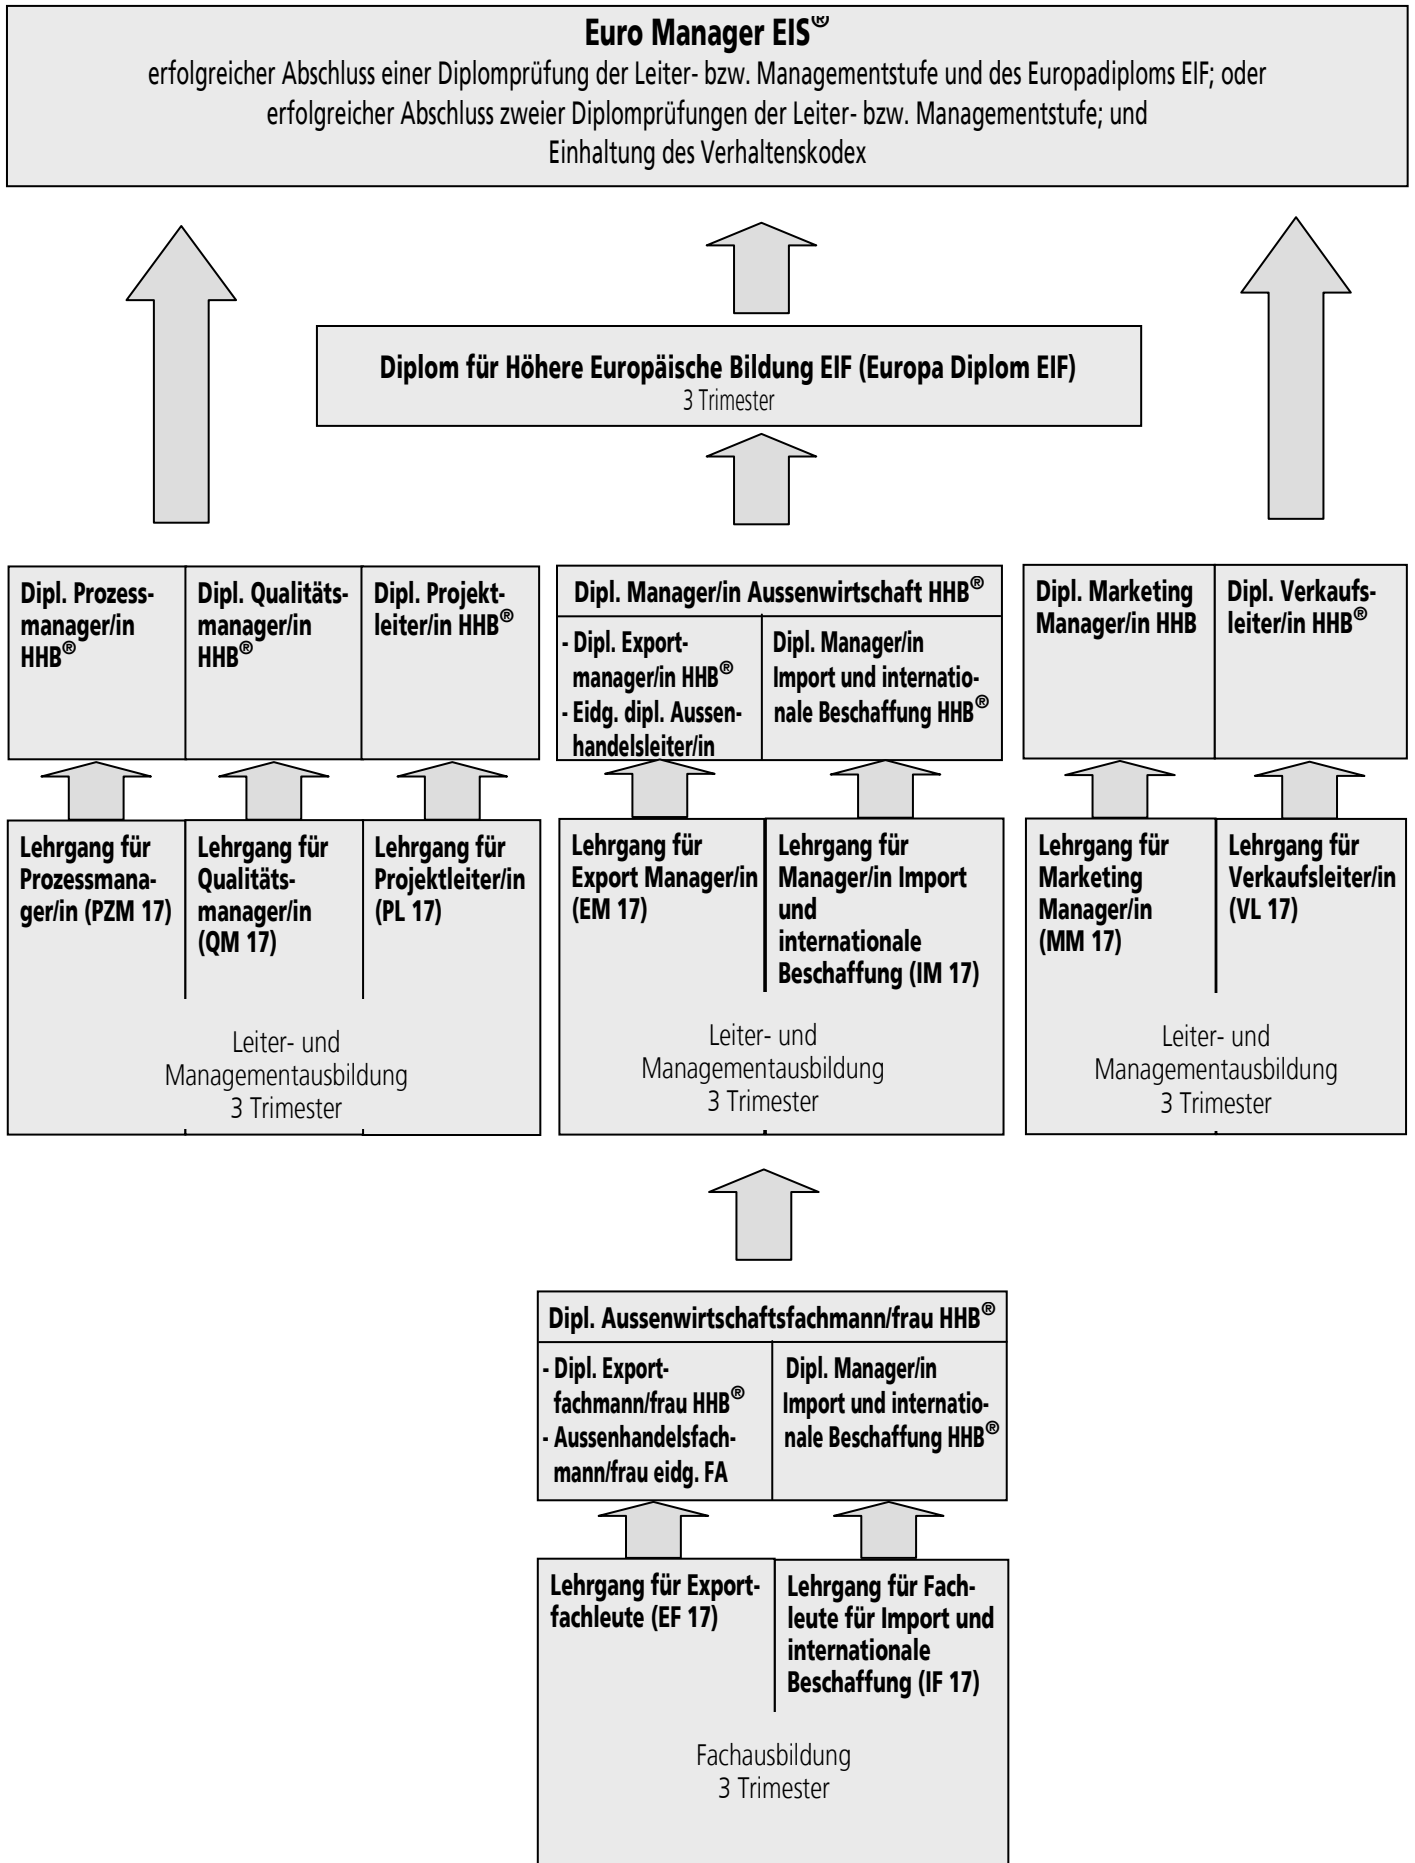 Euro Manager EIS®
erfolgreicher Abschluss einer Diplomprüfung der Leiter- bzw. Managementstufe und des Europadiploms EIF; oder
erfolgreicher Abschluss zweier Diplomprüfungen der Leiter- bzw. Managementstufe; und
Einhaltung des Verhaltenskodex
Diplom für Höhere Europäische Bildung EIF (Europa Diplom EIF)
3 Trimester
Dipl. Prozess-
manager/in
HHB®
Dipl. Qualitäts-
manager/in
HHB®
Dipl. Projekt-
leiter/in HHB®
Dipl. Manager/in Aussenwirtschaft HHB®
- Dipl. Export-
manager/in HHB®
- Eidg. dipl. Aussen-
handelsleiter/in
Dipl. Manager/in
Import und internatio-
nale Beschaffung HHB®
Dipl. Marketing
Manager/in HHB
Dipl. Verkaufs-
leiter/in HHB®
Lehrgang für
Prozessmana-
ger/in (PZM 17)
Lehrgang für
Qualitäts-
manager/in
(QM 17)
Lehrgang für
Projektleiter/in
(PL 17)
Leiter- und
Managementausbildung
3 Trimester
Lehrgang für
Export Manager/in
(EM 17)
Lehrgang für
Manager/in Import
und
internationale
Beschaffung (IM 17)
Leiter- und
Managementausbildung
3 Trimester
Lehrgang für
Marketing
Manager/in
(MM 17)
Lehrgang für
Verkaufsleiter/in
(VL 17)
Leiter- und
Managementausbildung
3 Trimester
Dipl. Aussenwirtschaftsfachmann/frau HHB®
- Dipl. Export-
fachmann/frau HHB®
- Aussenhandelsfach-
mann/frau eidg. FA
Dipl. Manager/in
Import und internatio-
nale Beschaffung HHB®
Lehrgang für Export-
fachleute (EF 17)
Lehrgang für Fach-
leute für Import und
internationale
Beschaffung (IF 17)
Fachausbildung
3 Trimester